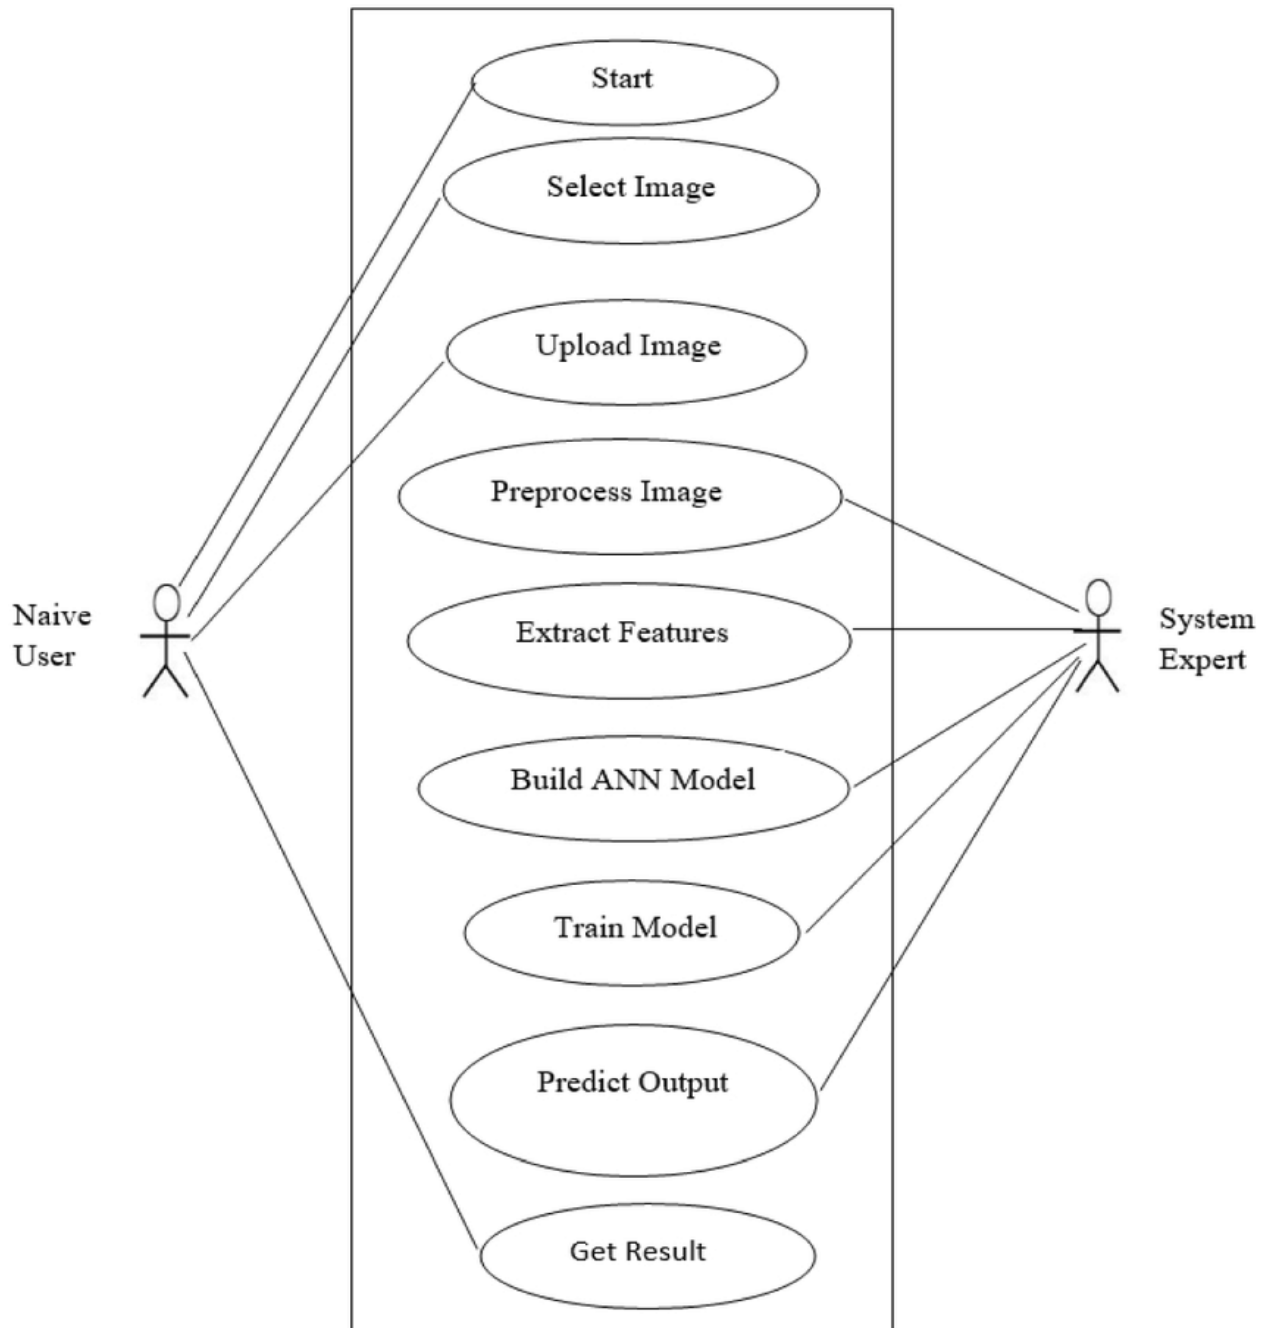 Start
Select Image
Upload Image
Preprocess Image
Naive
User
Extract Features
System
Expert
Build ANN Model
Train Model
Predict Output
Get Result